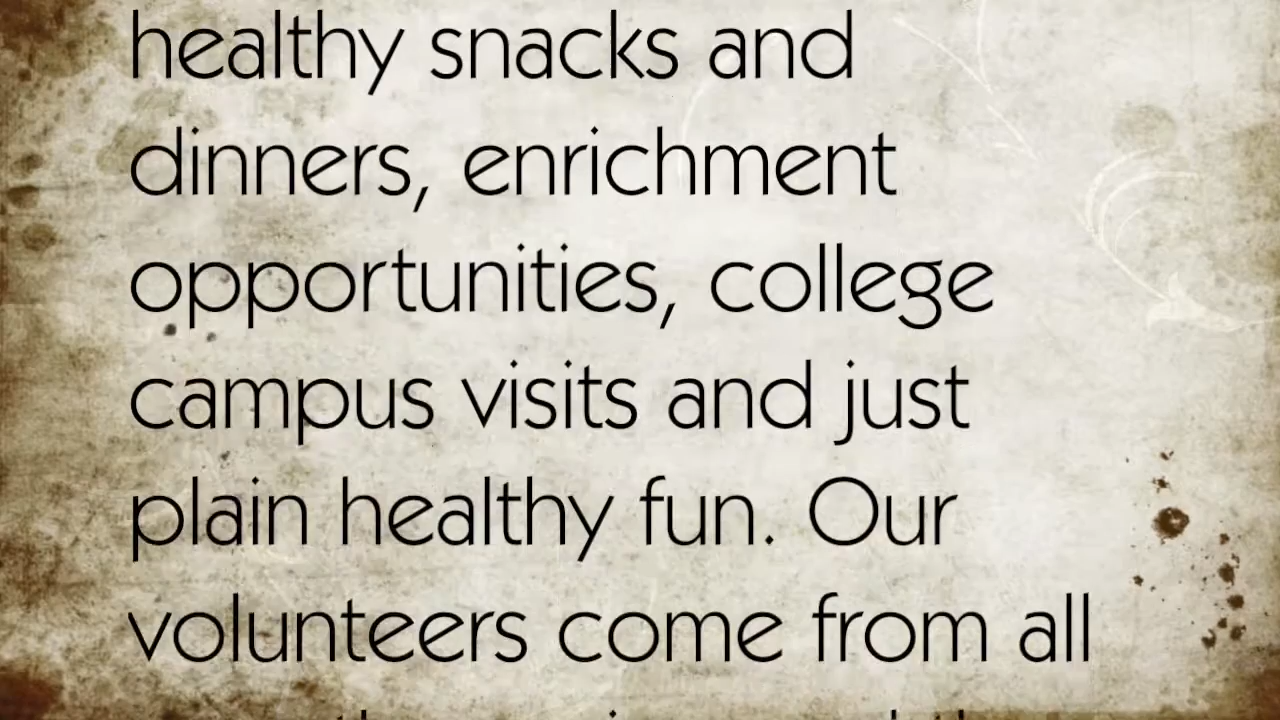 healthy snacks and
dinners, enrichment
opportunities, college
campus visits and just
plain healthy fun. Our
volunteers come from all